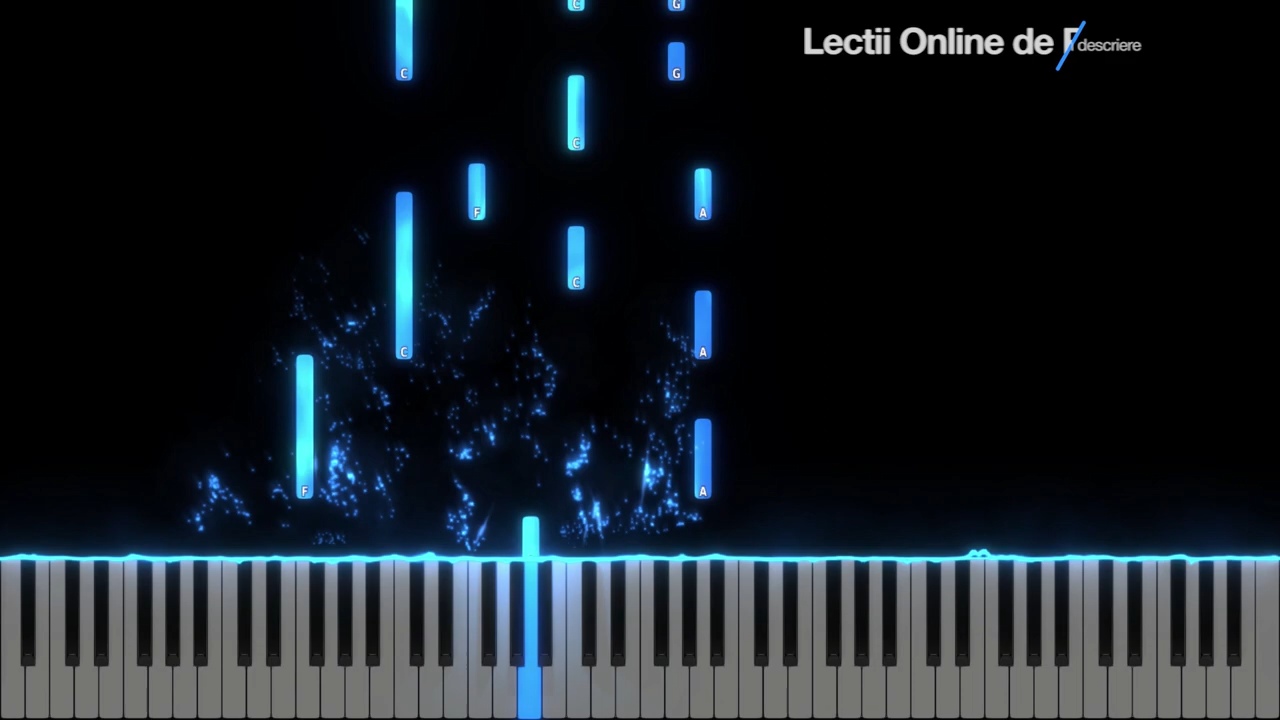 C G
Lectii Online de
descriere
C G
C
F A
C
C A
F A